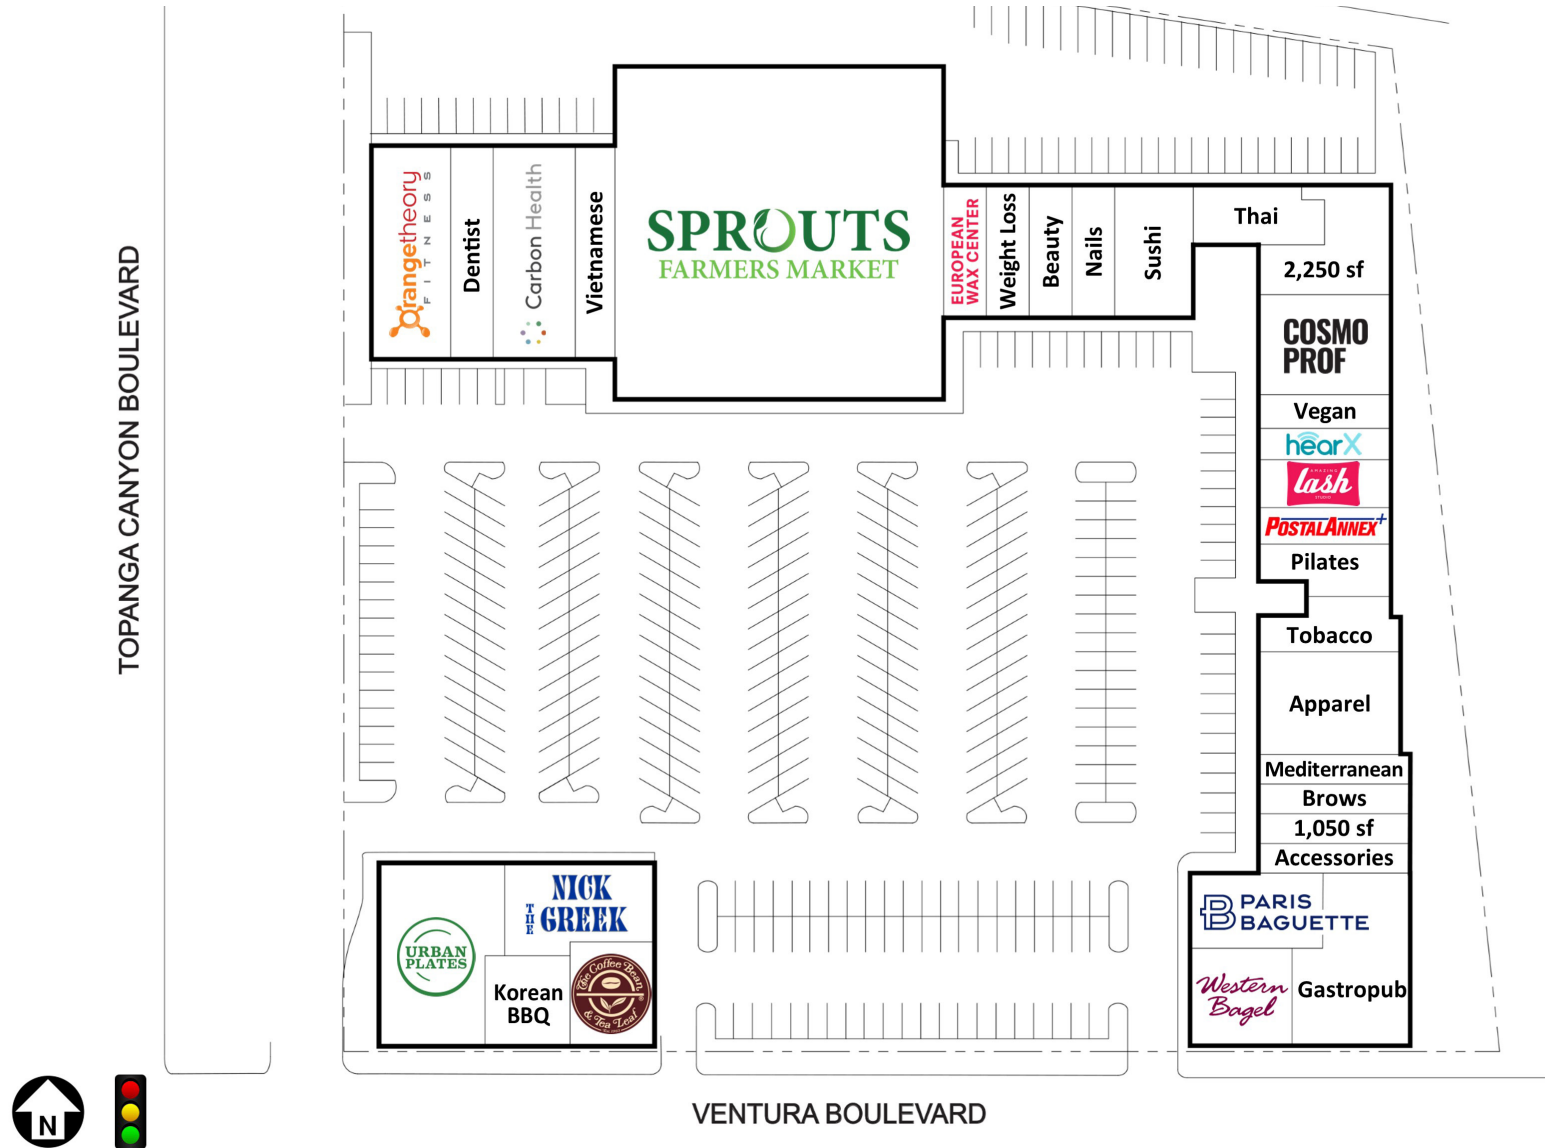 TOPANGA CANYON BOULEVARD
Orangetheory
FITNESS
Dentist
Carbon Health
Vietnamese
SPROUTS
FARMERS MARKET
EUROPEAN
WAX CENTER
Weight Loss
Beauty
Nails
Sushi
Thai
2,250 sf
COSMO
PROF
Vegan
hearX
AMAZING
lash
STUDIO
POSTALANNEX+
Pilates
Tobacco
Apparel
Mediterranean
Brows
1,050 sf
Accessories
PARIS
BAGUETTE
Western
Bagel
Gastropub
URBAN
PLATES
NICK
THE
GREEK
Korean
BBQ
The Coffee Bean
& Tea Leaf
N
VENTURA BOULEVARD